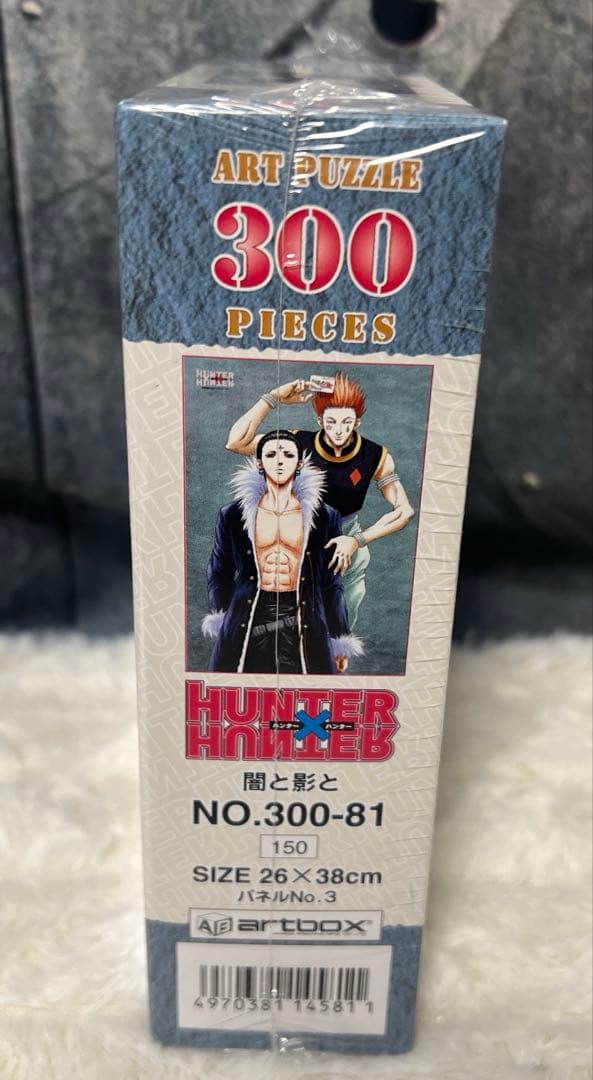 ART PUZZLE
300
PIECES
HUNTER
HUNTER
HUNTER
ハンター×ハンター
HUNTER
闇と影と
NO.300-81
150
SIZE 26×38cm
パネルNo.3
artbox
4970381 145811